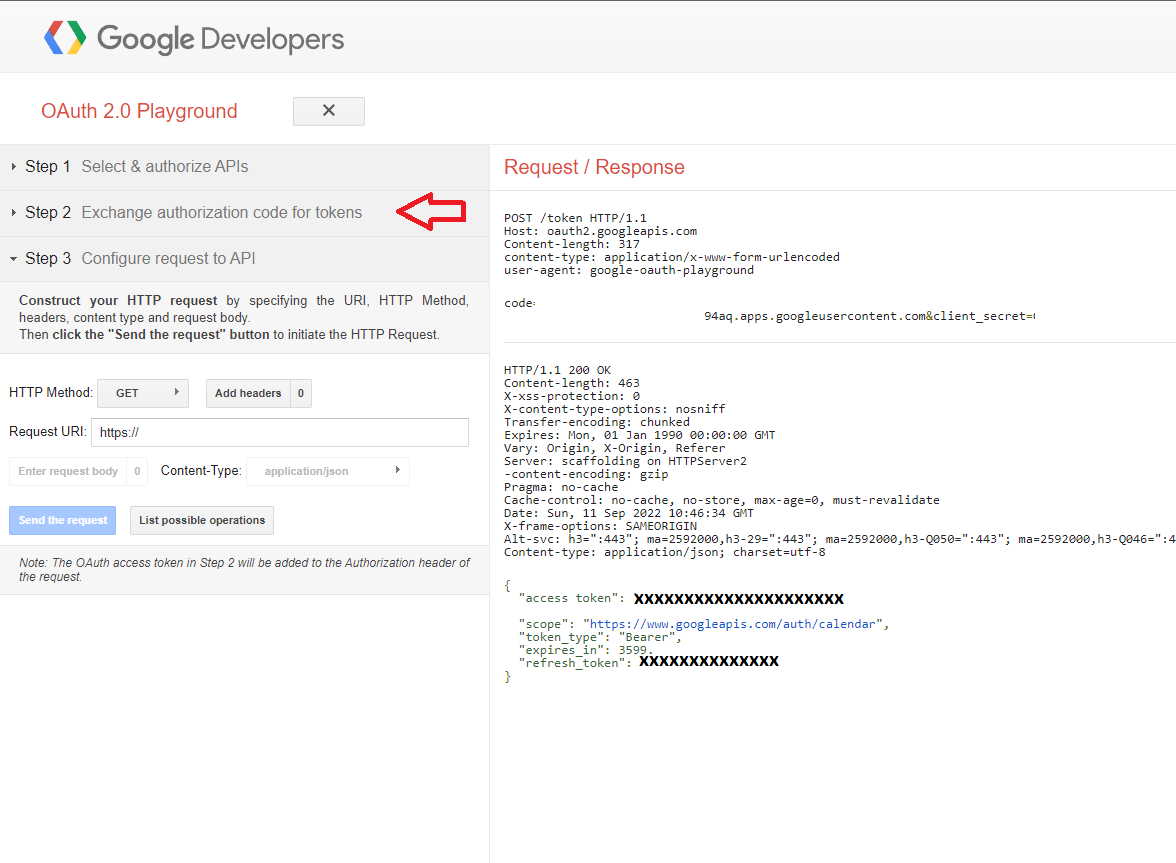 Google Developers
OAuth 2.0 Playground
Step 1 Select & authorize APIs
Step 2 Exchange authorization code for tokens
Step 3 Configure request to API
Construct your HTTP request by specifying the URI, HTTP Method,
headers, content type and request body.
Then click the "Send the request" button to initiate the HTTP Request.
HTTP Method: GET Add headers 0
Request URI: https://
Enter request body 0 Content-Type: application/json
Send the request List possible operations
Note: The OAuth access token in Step 2 will be added to the Authorization header of
the request.
Request / Response
POST /token HTTP/1.1
Host: oauth2.googleapis.com
Content-length: 317
content-type: application/x-www-form-urlencoded
user-agent: google-oauth-playground
code=
94aq.apps.googleusercontent.com&client_secret=
HTTP/1.1 200 OK
Content-length: 463
X-xss-protection: 0
X-content-type-options: nosniff
Transfer-encoding: chunked
Expires: Mon, 01 Jan 1990 00:00:00 GMT
Vary: Origin, X-Origin, Referer
Server: scaffolding on HTTPServer2
-content-encoding: gzip
Pragma: no-cache
Cache-control: no-cache, no-store, max-age=0, must-revalidate
Date: Sun, 11 Sep 2022 10:46:34 GMT
X-frame-options: SAMEORIGIN
Alt-svc: h3=":443"; ma=2592000,h3-29=":443"; ma=2592000,h3-Q050=":443"; ma=2592000,h3-Q046=":4
Content-type: application/json; charset=utf-8
{
"access token": XXXXXXXXXXXXXXXXXXXXX
"scope": "https://www.googleapis.com/auth/calendar",
"token_type": "Bearer",
"expires_in": 3599.
"refresh_token": XXXXXXXXXXXXXX
}